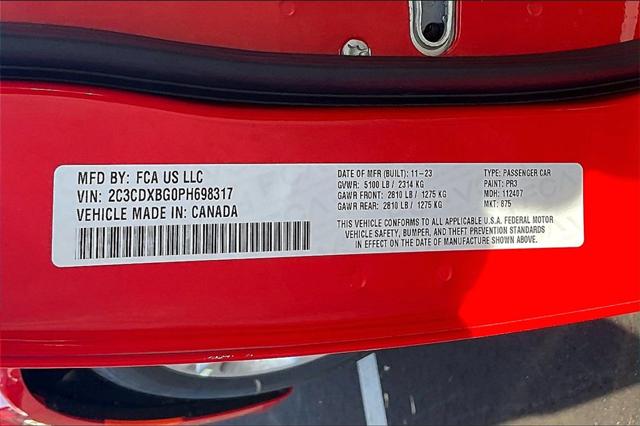 MFD BY: FCA US LLC
VIN: 2C3CDXBG0PH698317
VEHICLE MADE IN: CANADA
DATE OF MFR (BUILT): 11-23
GVWR: 5100 LB / 2314 KG
GAWR FRONT: 2810 LB / 1275 KG
GAWR REAR: 2810 LB / 1275 KG
TYPE: PASSENGER CAR
PAINT: PR3
MDH: 112407
MKT: 875
THIS VEHICLE CONFORMS TO ALL APPLICABLE U.S.A. FEDERAL MOTOR
VEHICLE SAFETY, BUMPER, AND THEFT PREVENTION STANDARDS
IN EFFECT ON THE DATE OF MANUFACTURE SHOWN ABOVE.